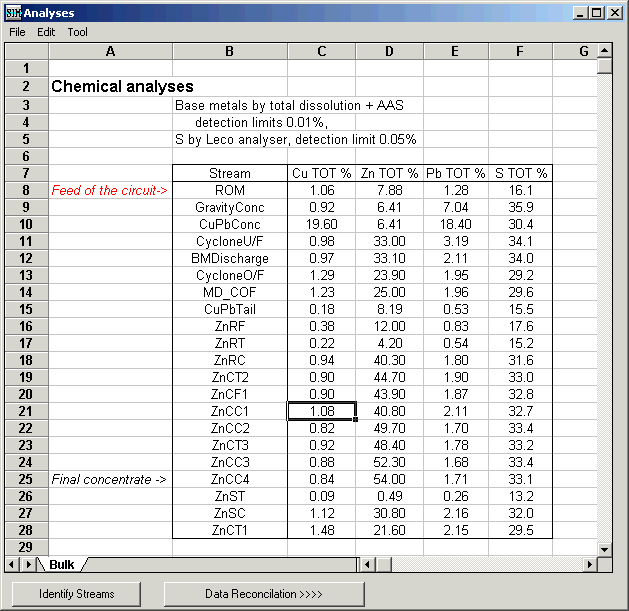 Analyses
File Edit Tool
A B C D E F G
1
2 Chemical analyses
3 Base metals by total dissolution + AAS
4 detection limits 0.01%,
5 S by Leco analyser, detection limit 0.05%
6
7 Stream Cu TOT % Zn TOT % Pb TOT % S TOT %
8 Feed of the circuit-> ROM 1.06 7.88 1.28 16.1
9 GravityConc 0.92 6.41 7.04 35.9
10 CuPbConc 19.60 6.41 18.40 30.4
11 CycloneU/F 0.98 33.00 3.19 34.1
12 BMDischarge 0.97 33.10 2.11 34.0
13 CycloneO/F 1.29 23.90 1.95 29.2
14 MD_COF 1.23 25.00 1.96 29.6
15 CuPbTail 0.18 8.19 0.53 15.5
16 ZnRF 0.38 12.00 0.83 17.6
17 ZnRT 0.22 4.20 0.54 15.2
18 ZnRC 0.94 40.30 1.80 31.6
19 ZnCT2 0.90 44.70 1.90 33.0
20 ZnCF1 0.90 43.90 1.87 32.8
21 ZnCC1 1.08 40.80 2.11 32.7
22 ZnCC2 0.82 49.70 1.70 33.4
23 ZnCT3 0.92 48.40 1.78 33.2
24 ZnCC3 0.88 52.30 1.68 33.4
25 Final concentrate -> ZnCC4 0.84 54.00 1.71 33.1
26 ZnST 0.09 0.49 0.26 13.2
27 ZnSC 1.12 30.80 2.16 32.0
28 ZnCT1 1.48 21.60 2.15 29.5
29
Bulk
Identify Streams Data Reconcilation >>>>